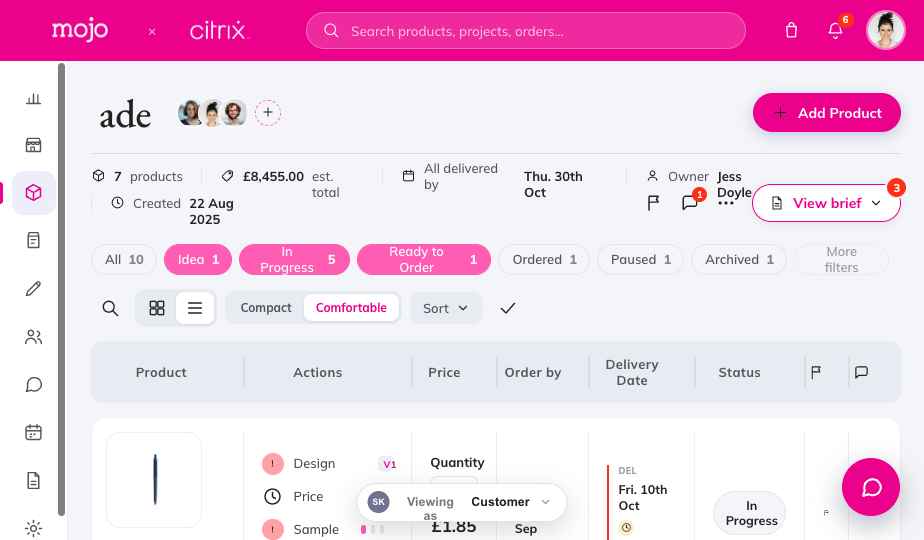 mojo × citrix
Search products, projects, orders...
6
ade
+
Add Product
7 products
£8,455.00 est. total
All delivered by
Thu. 30th Oct
Owner Jess Doyle
Created 22 Aug 2025
1
View brief
3
All 10
Idea 1
In Progress 5
Ready to Order 1
Ordered 1
Paused 1
Archived 1
More filters
Compact
Comfortable
Sort
Product
Actions
Price
Order by
Delivery Date
Status
Design
V1
Price
Sample
Quantity
£1.85
Sep
DEL
Fri. 10th Oct
In Progress
SK
Viewing as
Customer